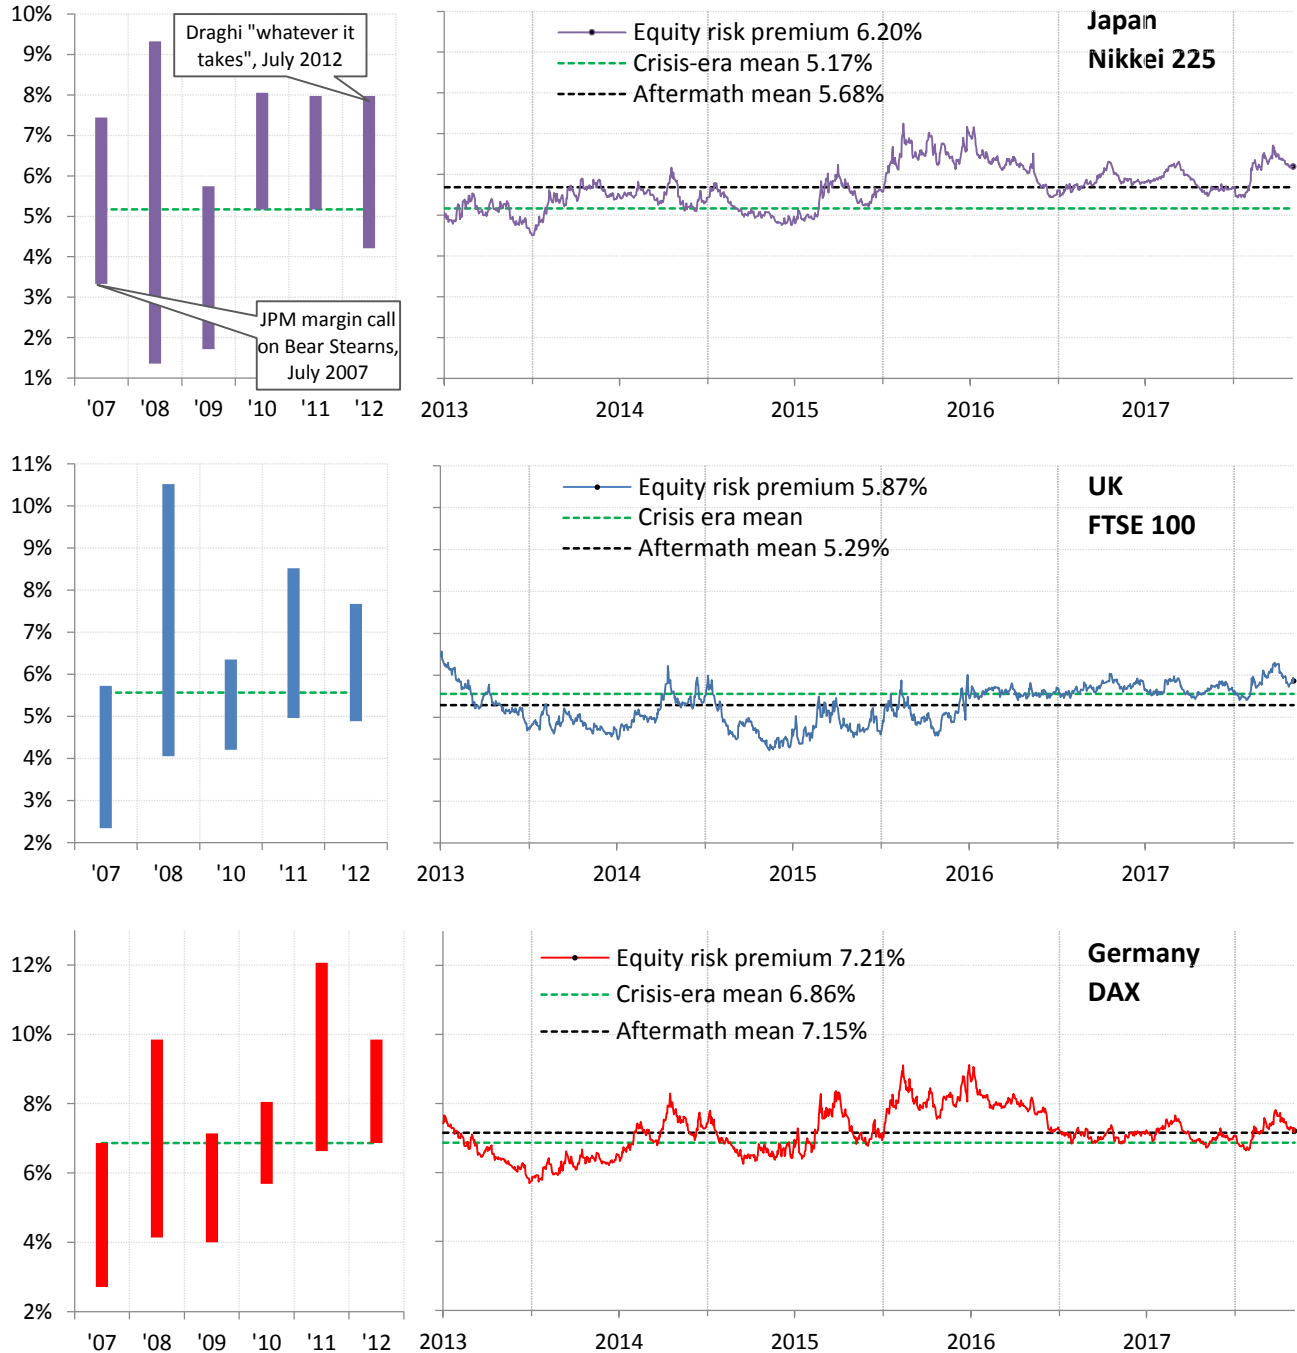 10%
9%
8%
7%
6%
5%
4%
3%
2%
1%
Draghi "whatever it
takes", July 2012
JPM margin call
on Bear Stearns,
July 2007
'07 '08 '09 '10 '11 '12
Equity risk premium 6.20%
Crisis-era mean 5.17%
Aftermath mean 5.68%
Japan
Nikkei 225
2013 2014 2015 2016 2017
11%
10%
9%
8%
7%
6%
5%
4%
3%
2%
'07 '08 '10 '11 '12
Equity risk premium 5.87%
Crisis era mean
Aftermath mean 5.29%
UK
FTSE 100
2013 2014 2015 2016 2017
12%
10%
8%
6%
4%
2%
'07 '08 '09 '10 '11 '12
Equity risk premium 7.21%
Crisis-era mean 6.86%
Aftermath mean 7.15%
Germany
DAX
2013 2014 2015 2016 2017